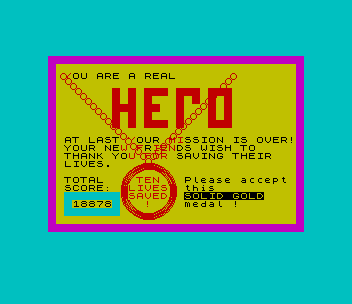 YOU ARE A REAL
HERO
AT LAST YOUR MISSION IS OVER!
YOUR NEW FRIENDS WISH TO
THANK YOU FOR SAVING THEIR
LIVES.
TOTAL
SCORE:
18878
TEN
LIVES
SAVED
!
Please accept
this
SOLID GOLD
medal !